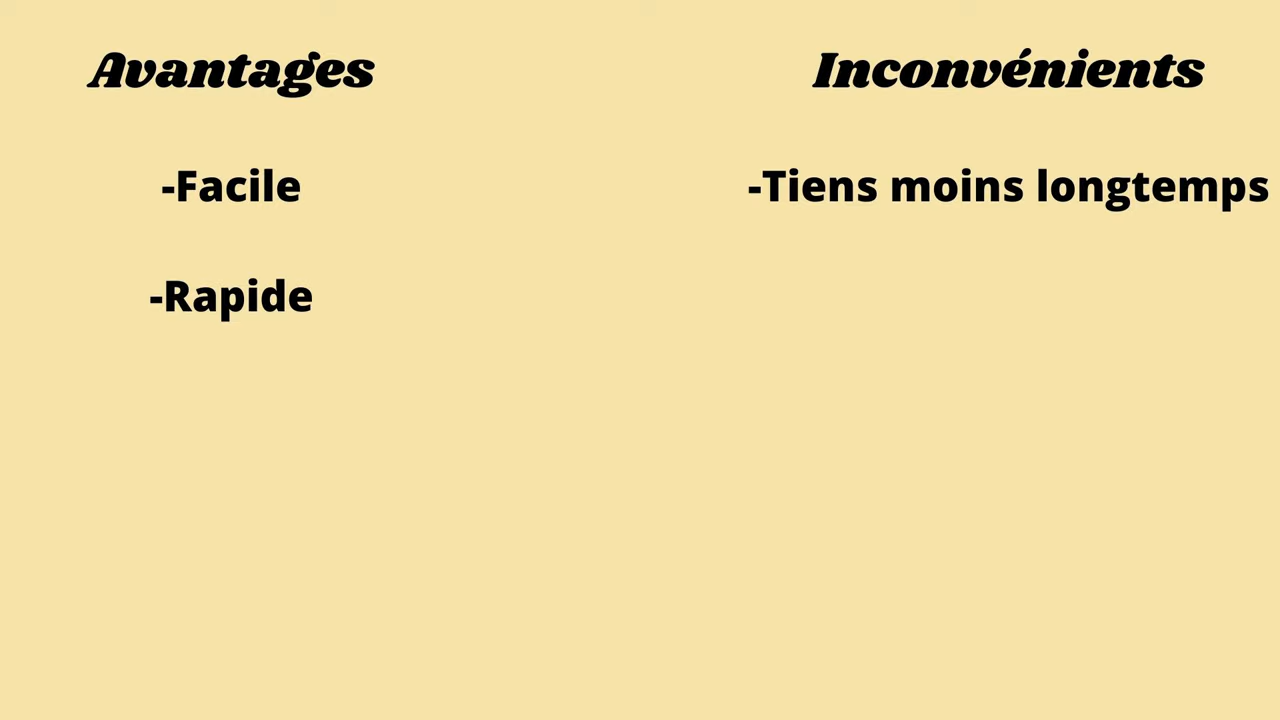 Avantages
-Facile
-Rapide
Inconvénients
-Tiens moins longtemps